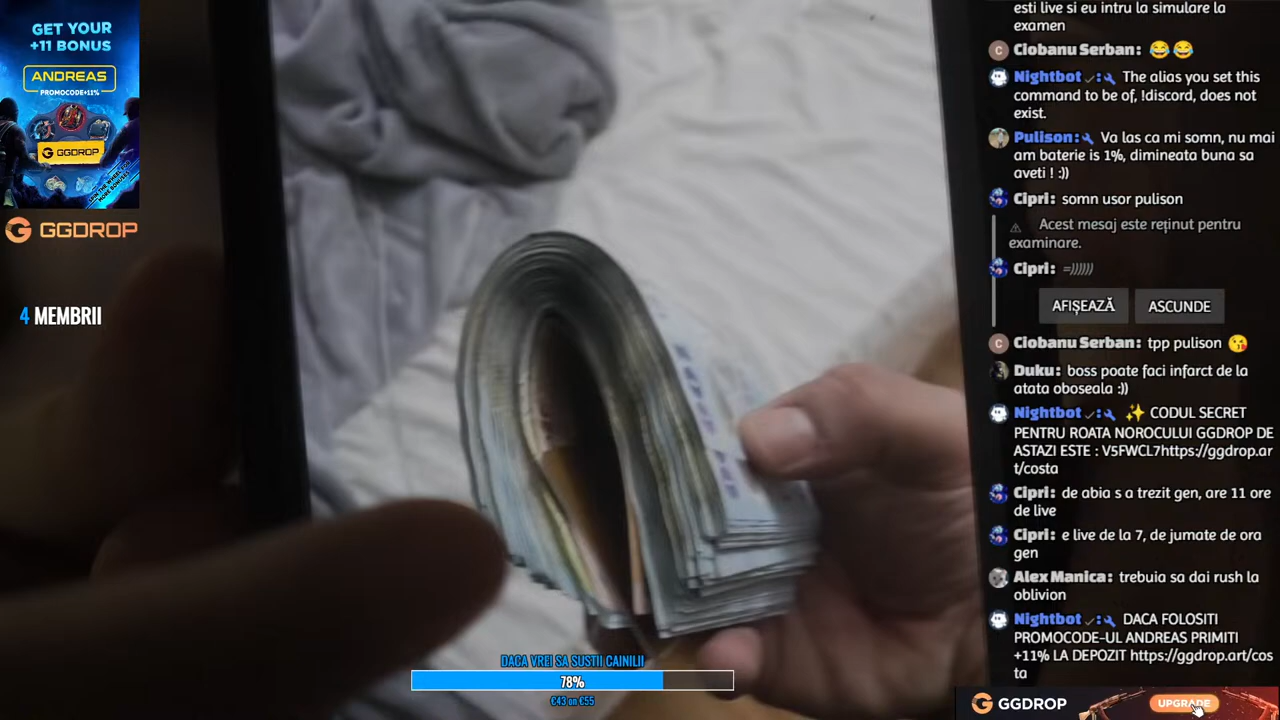 GET YOUR
+11 BONUS
ANDREAS
PROMOCODE+11%
GGDROP
GGDROP
4 MEMBRII
DACA VREI SA SUSTII CAINILII
78%
€43 on €55
esti live si eu intru la simulare la
examen
Ciobanu Serban: 😂😂
Nightbot ✓:🔧 The alias you set this
command to be of, !discord, does not
exist.
Pulison:🔧 Va las ca mi somn, nu mai
am baterie is 1%, dimineata buna sa
aveti ! :))
Cipri: somn usor pulison
⚠ Acest mesaj este reținut pentru
examinare.
Cipri: =))))))
AFIȘEAZĂ ASCUNDE
Ciobanu Serban: tpp pulison 😘
Duku: boss poate faci infarct de la
atata oboseala :))
Nightbot ✓:🔧 ✨ CODUL SECRET
PENTRU ROATA NOROCULUI GGDROP DE
ASTAZI ESTE : V5FWCL7https://ggdrop.ar
t/costa
Cipri: de abia s a trezit gen, are 11 ore
de live
Cipri: e live de la 7, de jumate de ora
gen
Alex Manica: trebuia sa dai rush la
oblivion
Nightbot ✓:🔧 DACA FOLOSITI
PROMOCODE-UL ANDREAS PRIMITI
+11% LA DEPOZIT https://ggdrop.art/cos
ta
GGDROP UPGRADE